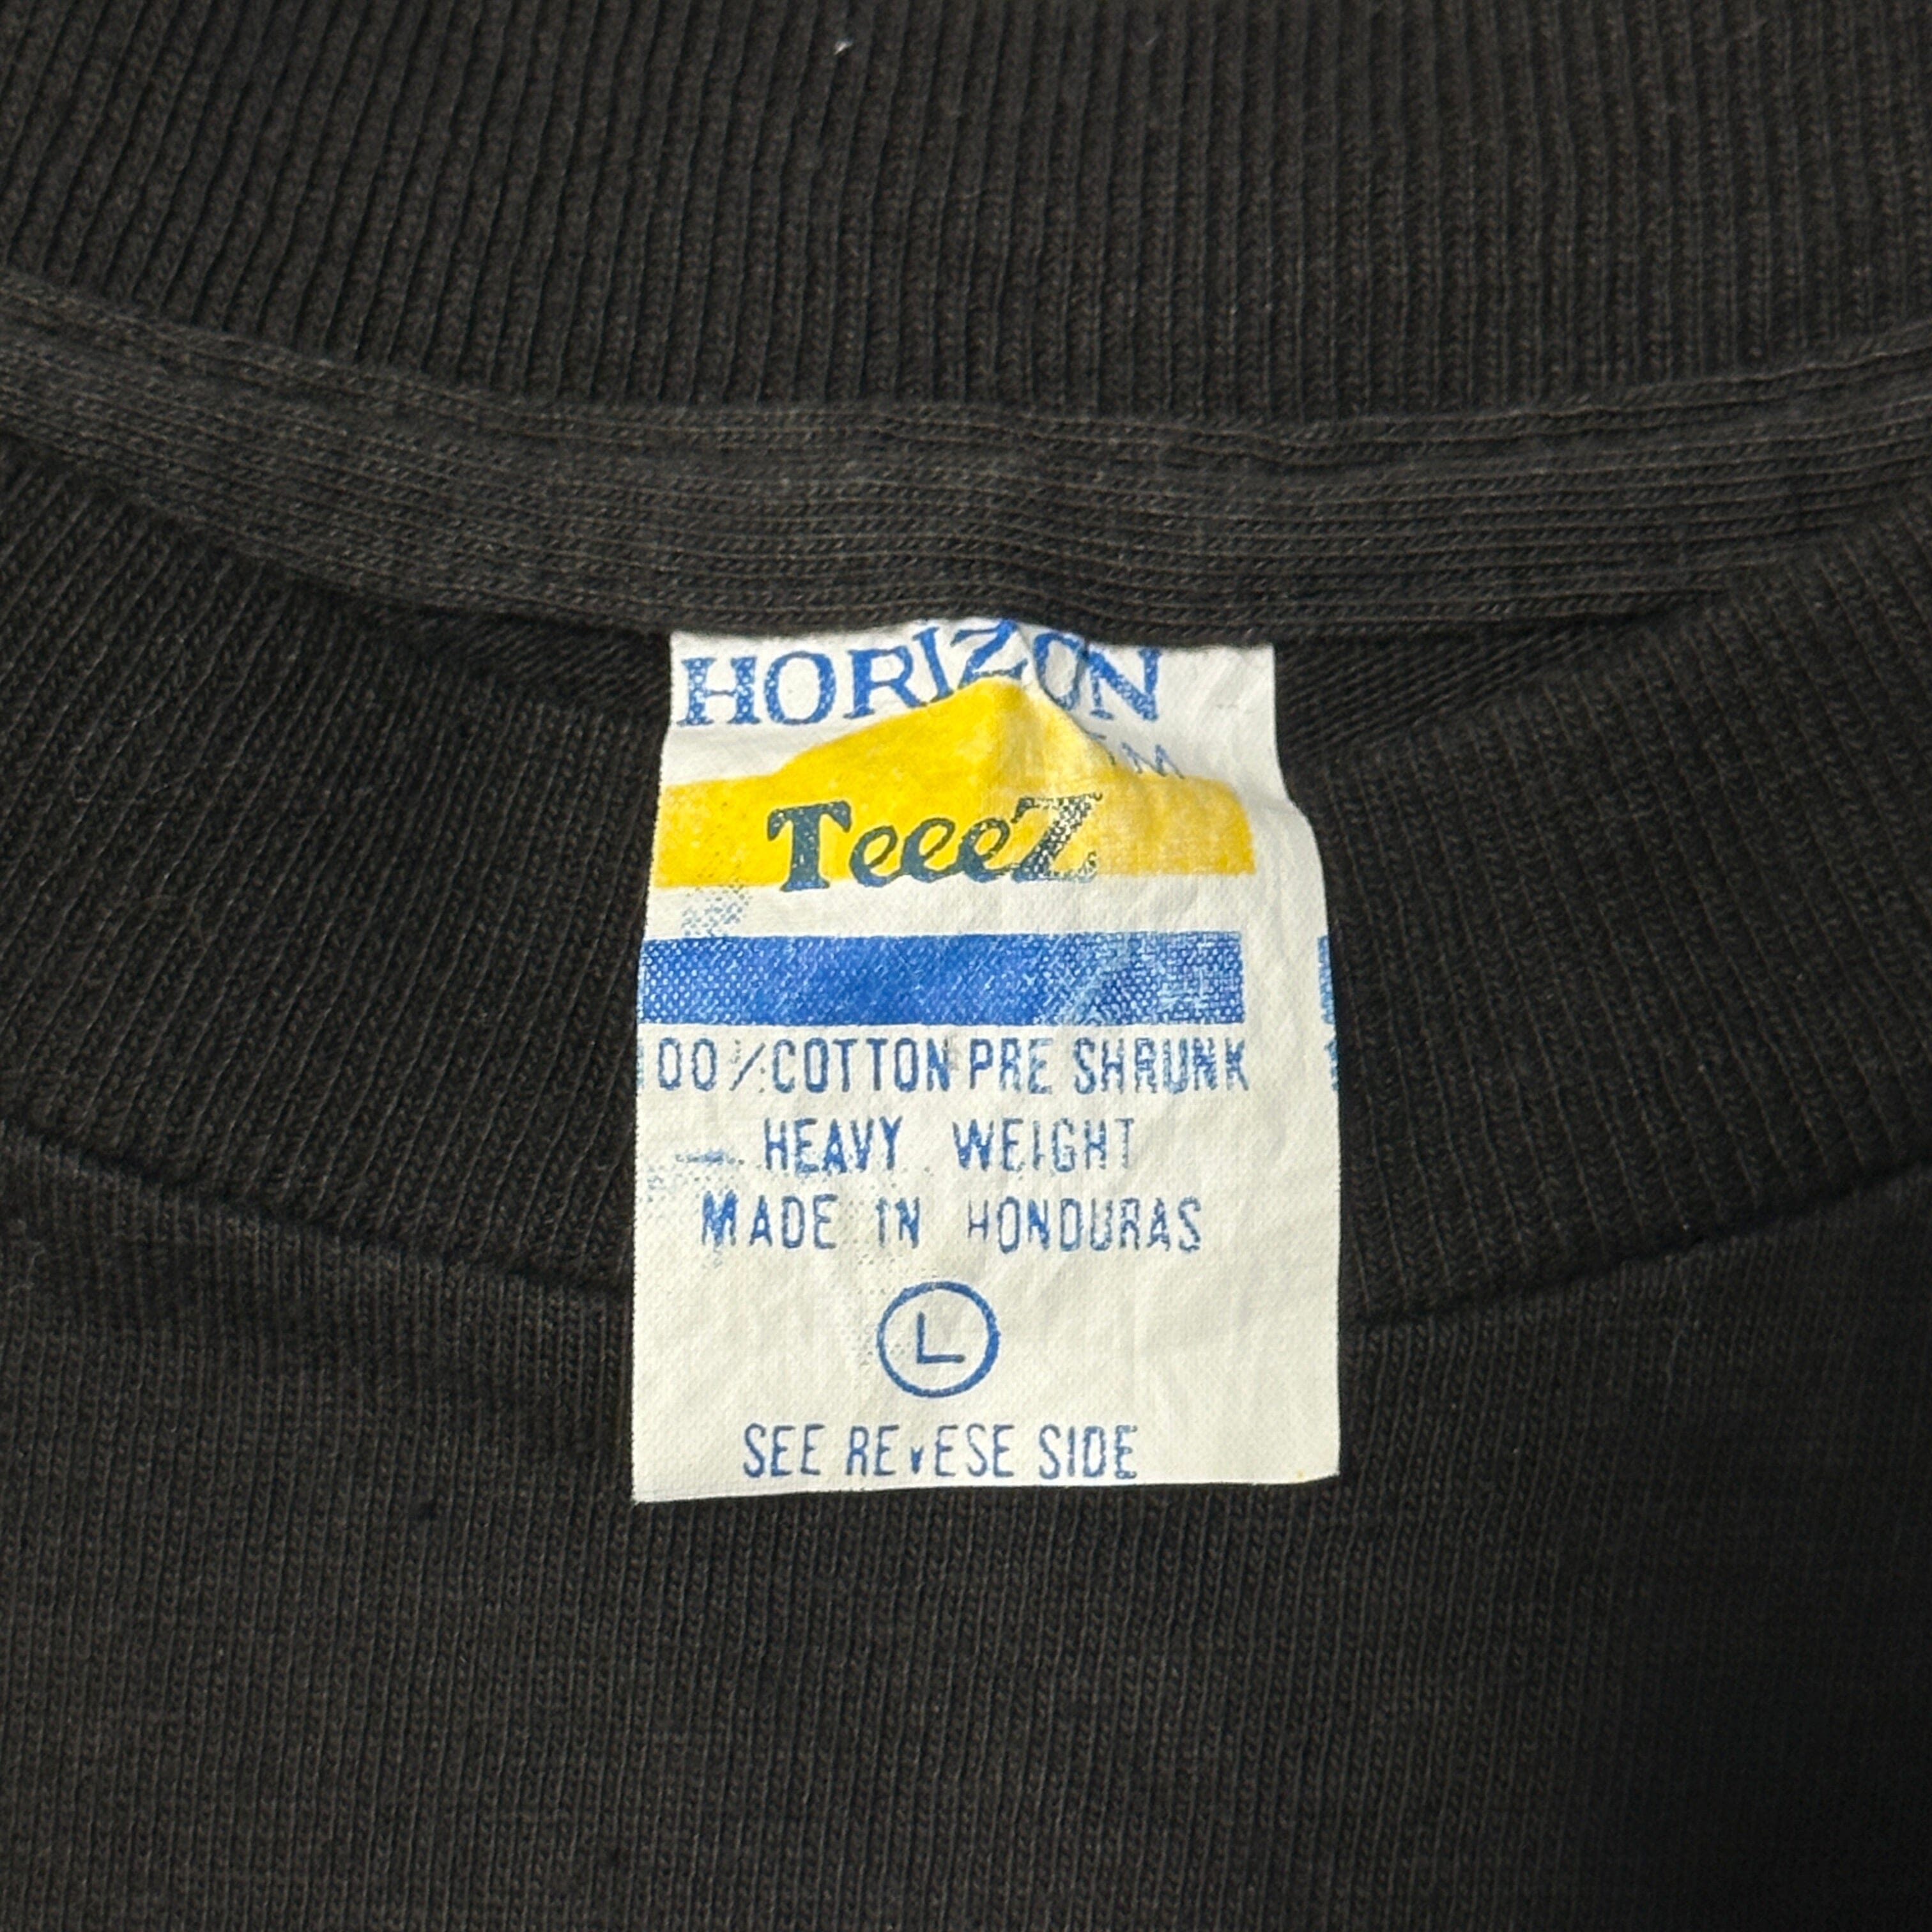 HORIZON
TM
TeeeZ
100%COTTON PRE SHRUNK
HEAVY WEIGHT
MADE IN HONDURAS
L
SEE REVESE SIDE